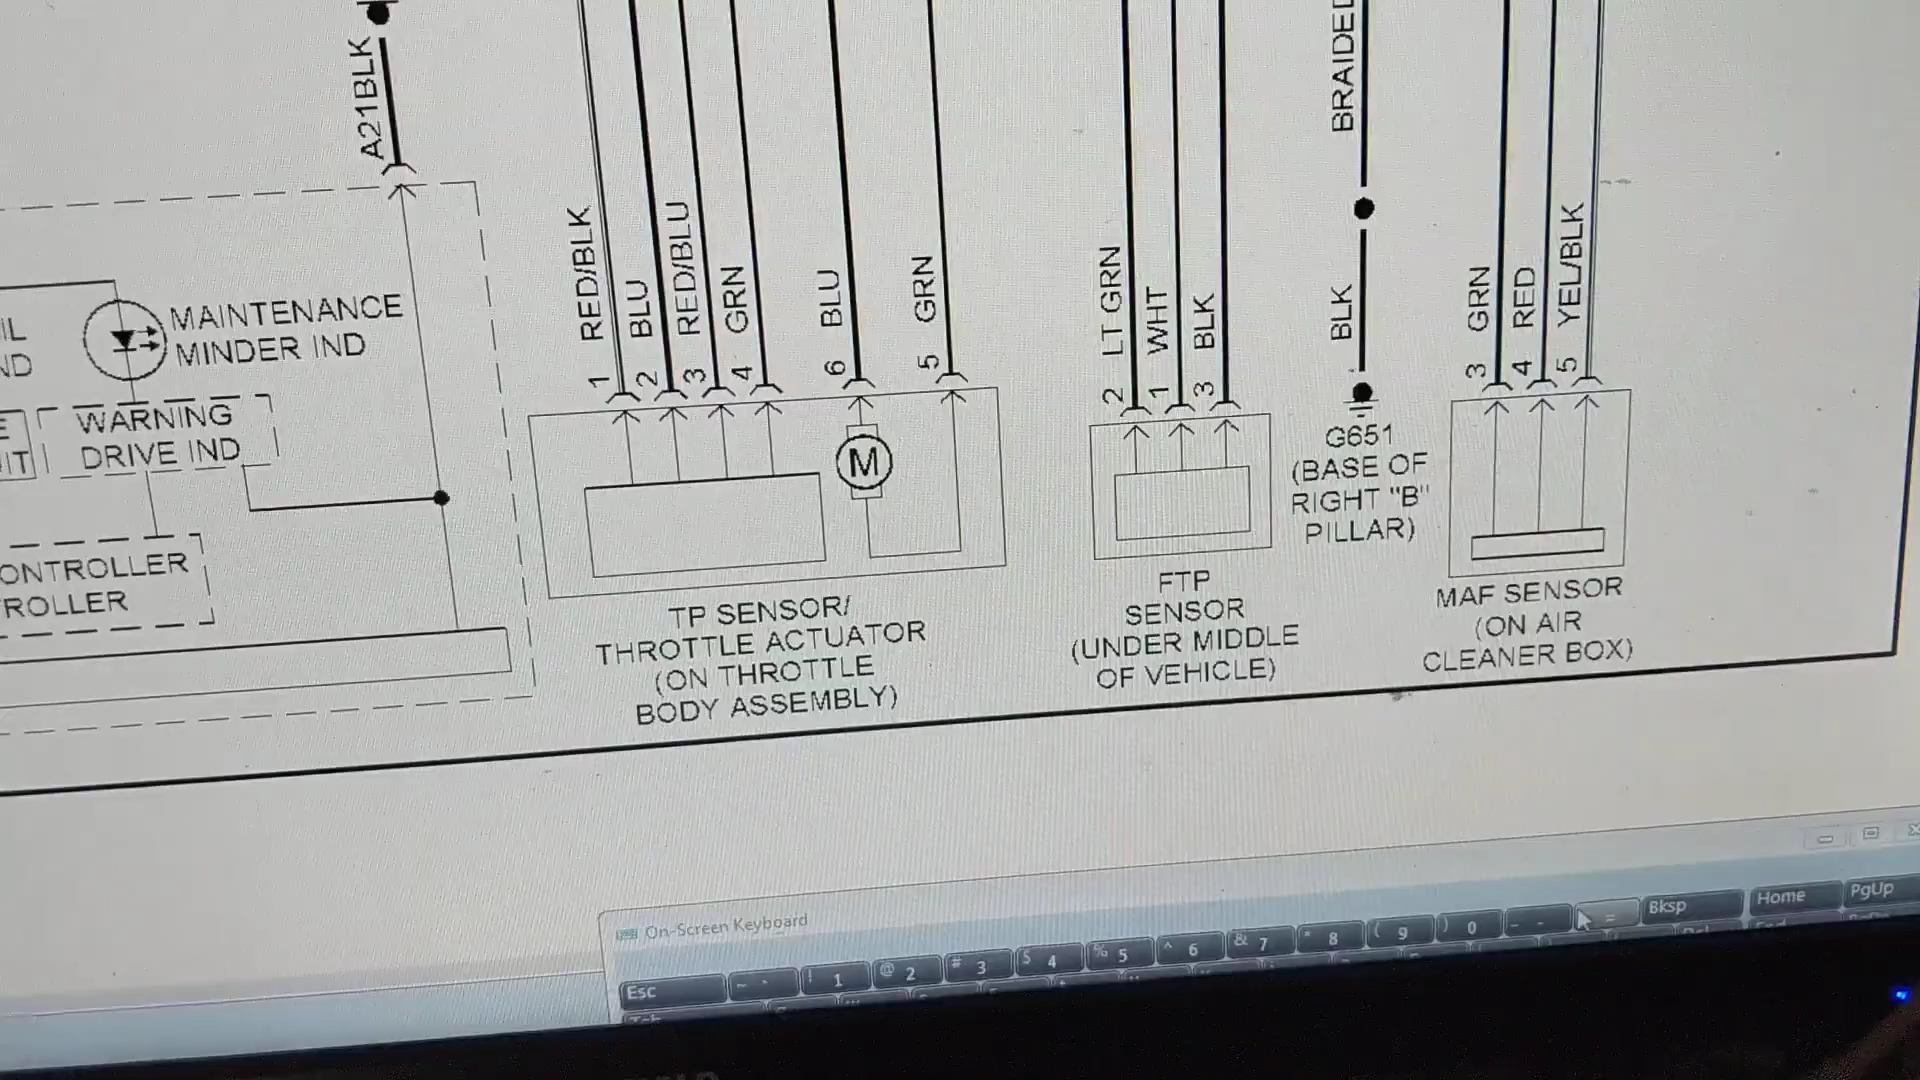 A21BLK
MAINTENANCE
MINDER IND
IL
ND
WARNING
DRIVE IND
E
IT
ONTROLLER
ROLLER
RED/BLK
BLU
RED/BLU
GRN
BLU
GRN
1
2
3
4
6
5
M
TP SENSOR/
THROTTLE ACTUATOR
(ON THROTTLE
BODY ASSEMBLY)
LT GRN
WHT
BLK
2
1
3
FTP
SENSOR
(UNDER MIDDLE
OF VEHICLE)
BRAIDED
BLK
G651
(BASE OF
RIGHT "B"
PILLAR)
GRN
RED
YEL/BLK
3
4
5
MAF SENSOR
(ON AIR
CLEANER BOX)
On-Screen Keyboard
Esc
~ `
! 1
@ 2
# 3
$ 4
% 5
^ 6
& 7
* 8
( 9
) 0
_ -
=
Bksp
Home
PgUp